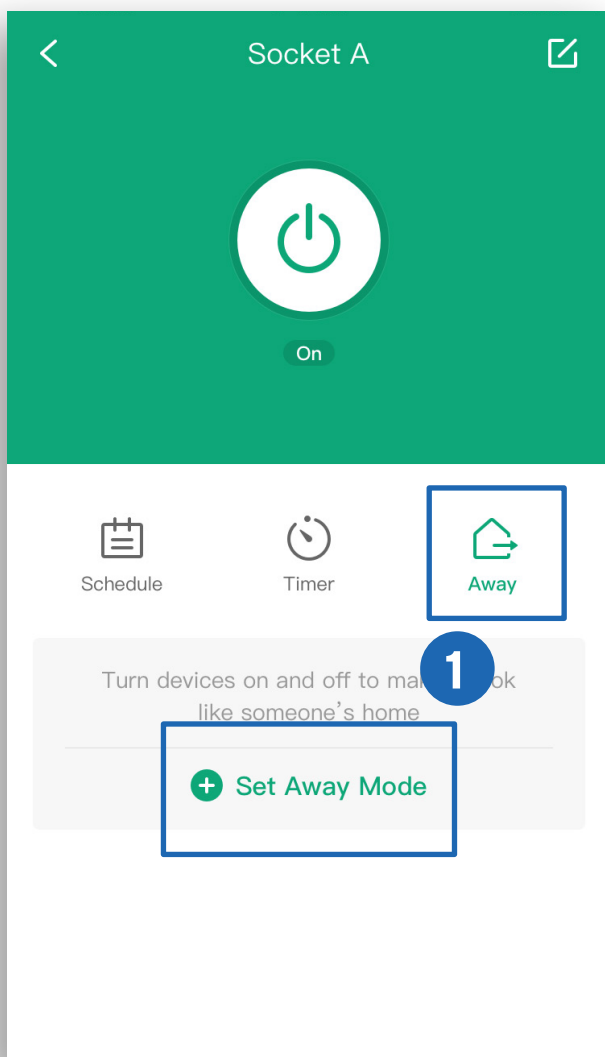 Socket A
On
Schedule
Timer
Away
1
Turn devices on and off to ma ok
like someone's home
Set Away Mode